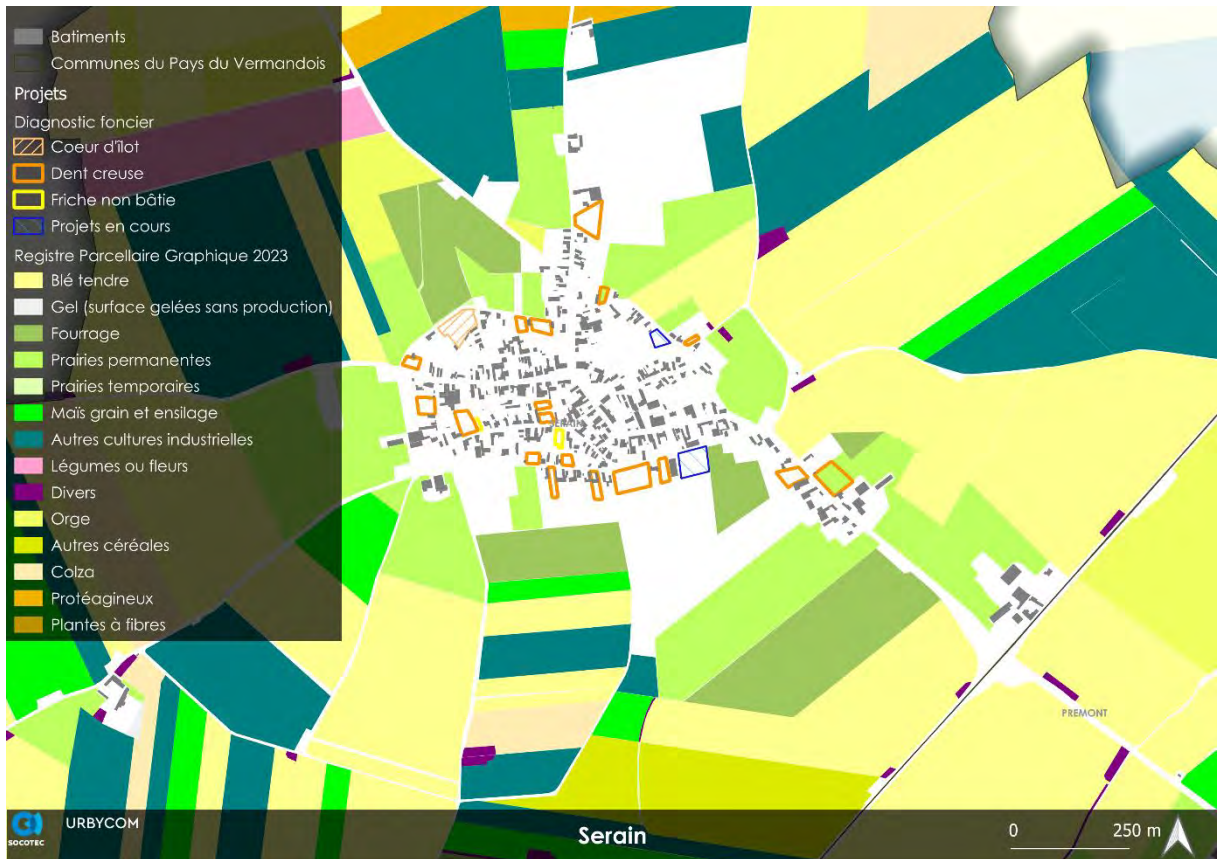 Batiments
Communes du Pays du Vermandois
Projets
Diagnostic foncier
Coeur d'îlot
Dent creuse
Friche non bâtie
Projets en cours
Registre Parcellaire Graphique 2023
Blé tendre
Gel (surface gelées sans production)
Fourrage
Prairies permanentes
Prairies temporaires
Maïs grain et ensilage
Autres cultures industrielles
Légumes ou fleurs
Divers
Orge
Autres céréales
Colza
Protéagineux
Plantes à fibres
SERAIN
PREMONT
SOCOTEC
URBYCOM
Serain
0 250 m